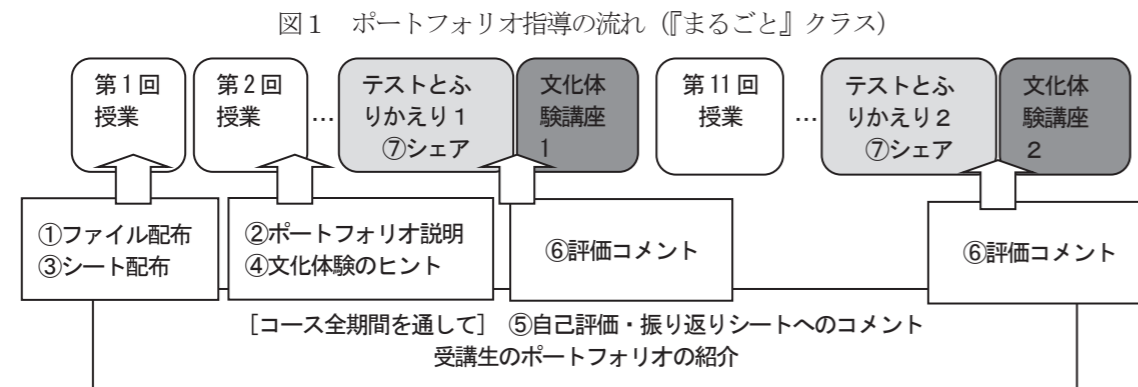 図1　ポートフォリオ指導の流れ（『まるごと』クラス）
第1回
授業
第2回
授業
…
テストとふ
りかえり1
⑦シェア
文化体
験講座
1
第11回
授業
…
テストとふ
りかえり2
⑦シェア
文化体
験講座
2
①ファイル配布
③シート配布
②ポートフォリオ説明
④文化体験のヒント
⑥評価コメント
⑥評価コメント
［コース全期間を通して］　⑤自己評価・振り返りシートへのコメント
受講生のポートフォリオの紹介